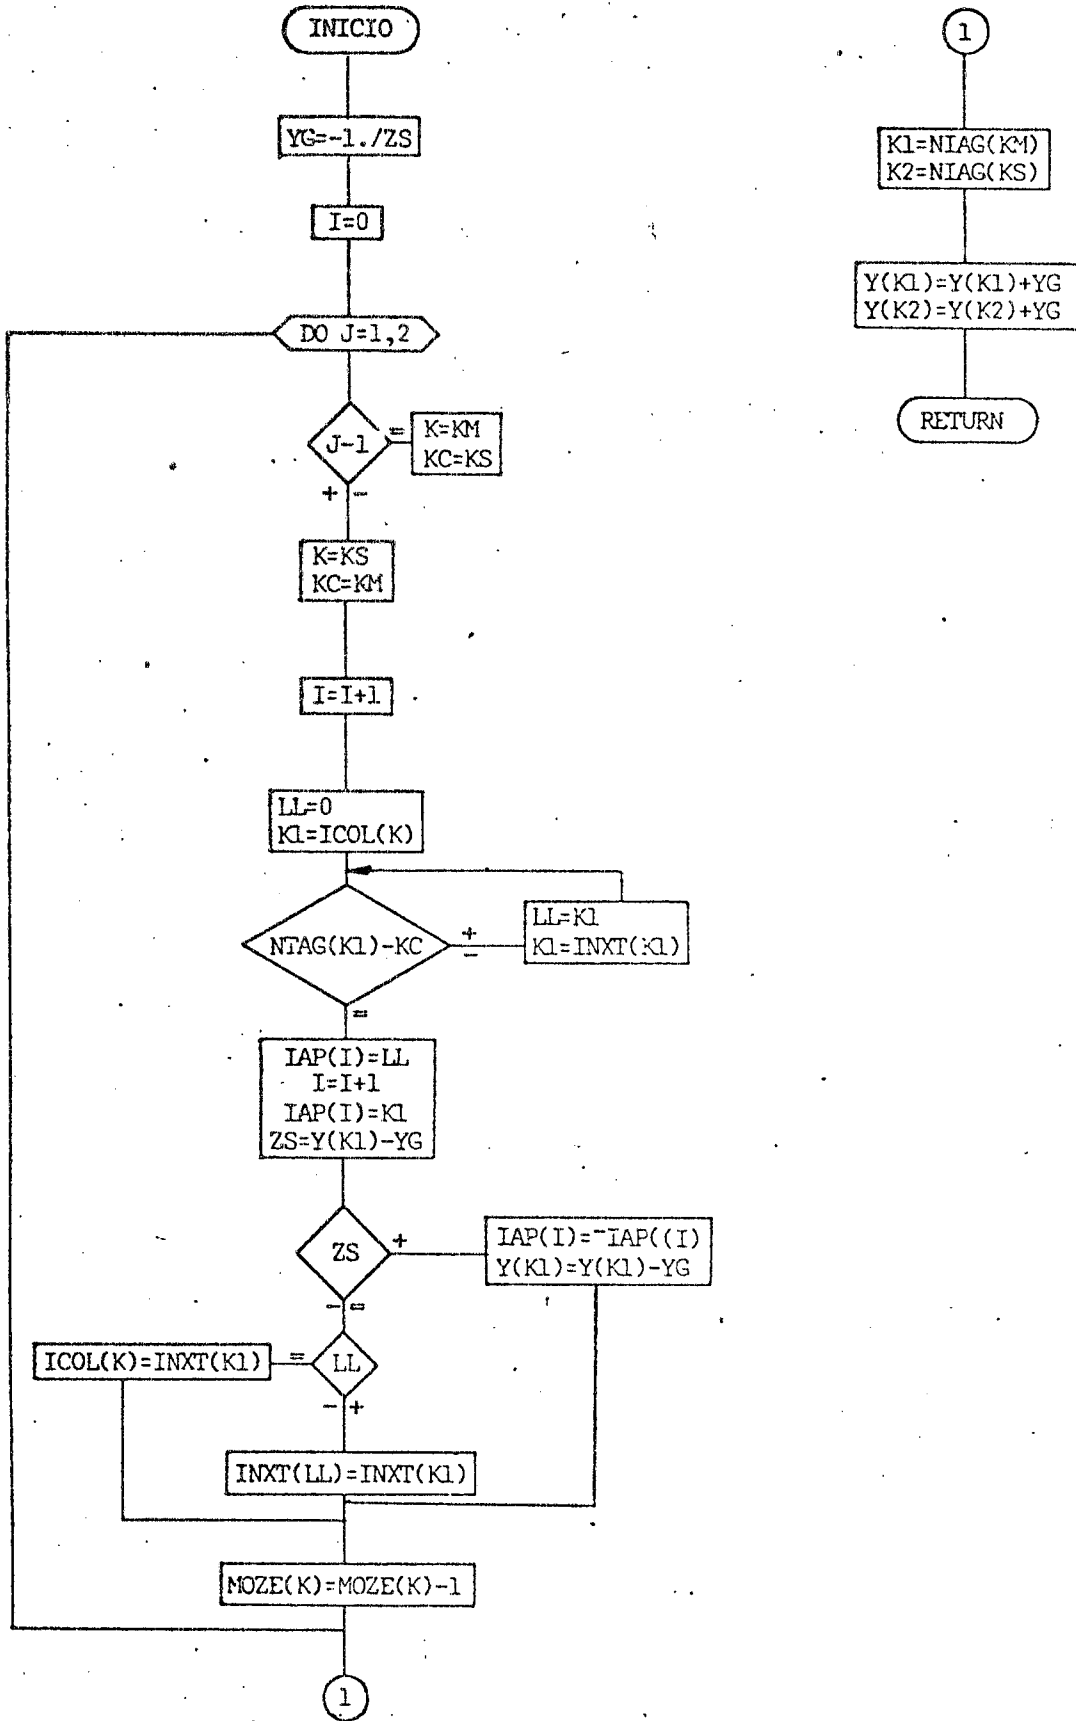 INICIO
YG=-1./ZS
I=0
DO J=1,2
J-1
=
K=KM
KC=KS
+ -
K=KS
KC=KM
I=I+1
LL=0
K1=ICOL(K)
NTAG(K1)-KC
+
-
LL=K1
K1=INXT(K1)
=
IAP(I)=LL
I=I+1
IAP(I)=K1
ZS=Y(K1)-YG
ZS
+
IAP(I)=-IAP((I)
Y(K1)=Y(K1)-YG
- =
ICOL(K)=INXT(K1)
=
LL
- +
INXT(LL)=INXT(K1)
MOZE(K)=MOZE(K)-1
1
1
K1=NIAG(KM)
K2=NIAG(KS)
Y(K1)=Y(K1)+YG
Y(K2)=Y(K2)+YG
RETURN